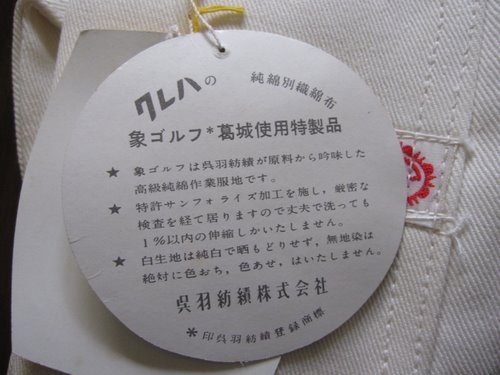 クレハの
純綿別織綿布
象ゴルフ*葛城使用特製品
★ 象ゴルフは呉羽紡績が原料から吟味した
高級純綿作業服地です。
★ 特許サンフォライズ加工を施し，厳密な
検査を経て居りますので丈夫で洗っても
1％以内の伸縮しかいたしません。
★ 白生地は純白で晒もどりせず，無地染は
絶対に色おち，色あせ，はいたしません。
呉羽紡績株式会社
*印呉羽紡績登録商標